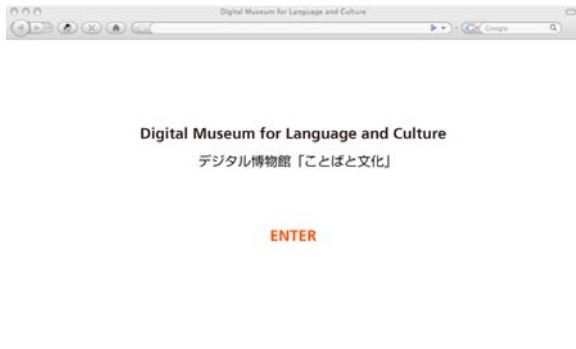 Digital Museum for Language and Culture
Google
Digital Museum for Language and Culture
デジタル博物館「ことばと文化」
ENTER